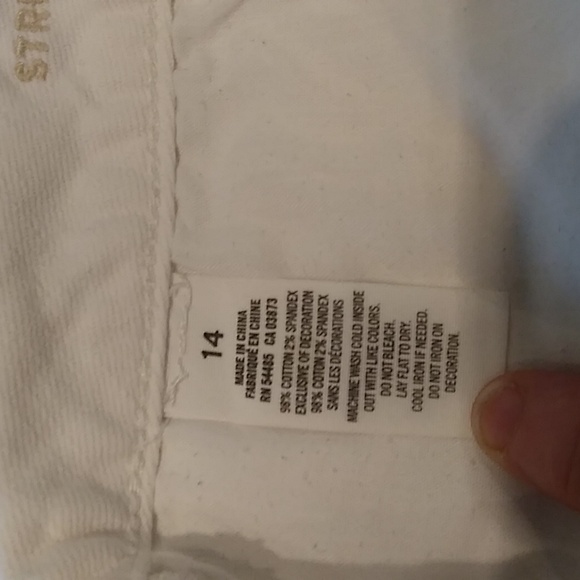 STR
14
MADE IN CHINA
FABRIQUÉ EN CHINE
RN 54485 CA 03873
98% COTTON 2% SPANDEX
EXCLUSIVE OF DECORATION
98% COTON 2% SPANDEX
SANS LES DÉCORATIONS
MACHINE WASH COLD INSIDE
OUT WITH LIKE COLORS.
DO NOT BLEACH.
LAY FLAT TO DRY.
COOL IRON IF NEEDED.
DO NOT IRON ON
DECORATION.